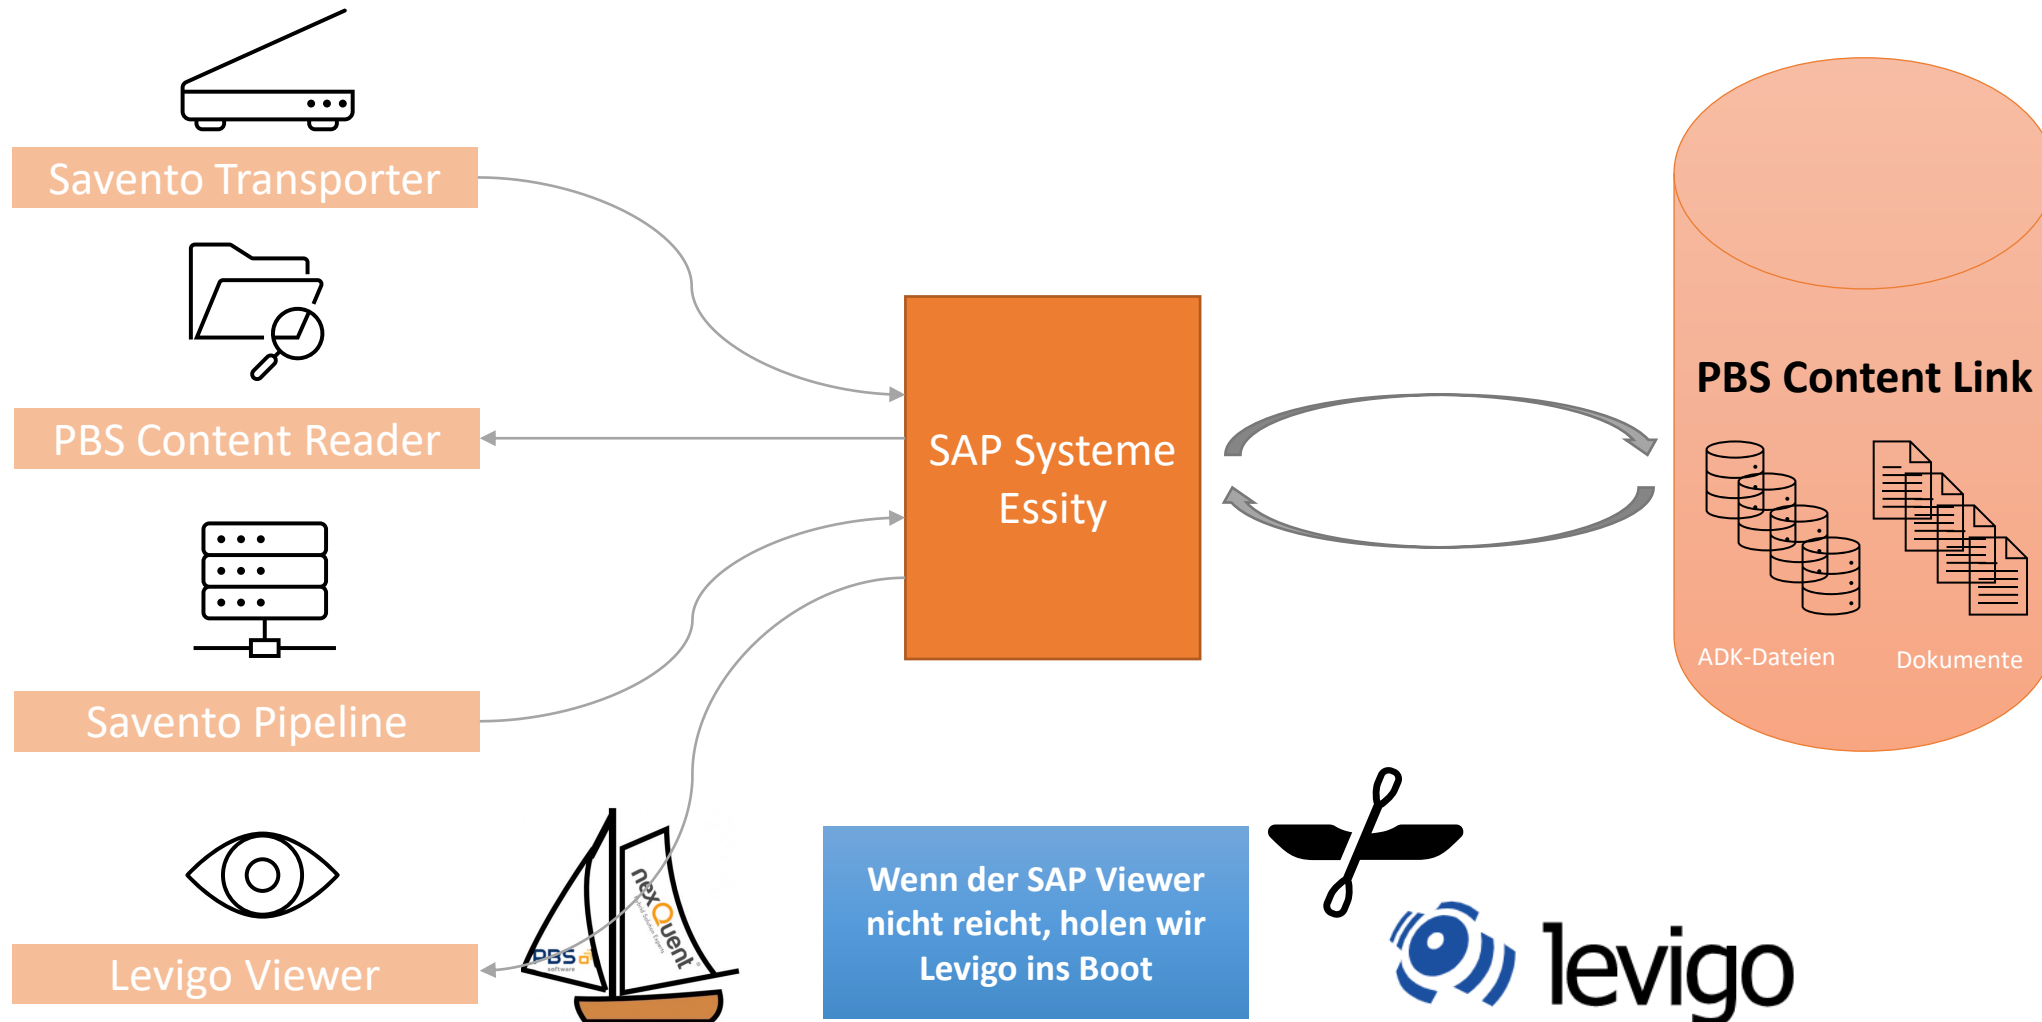 Savento Transporter
PBS Content Reader
Savento Pipeline
Levigo Viewer
SAP Systeme
Essity
PBS Content Link
ADK-Dateien
Dokumente
PBS
software
nexQuent
Wenn der SAP Viewer
nicht reicht, holen wir
Levigo ins Boot
levigo